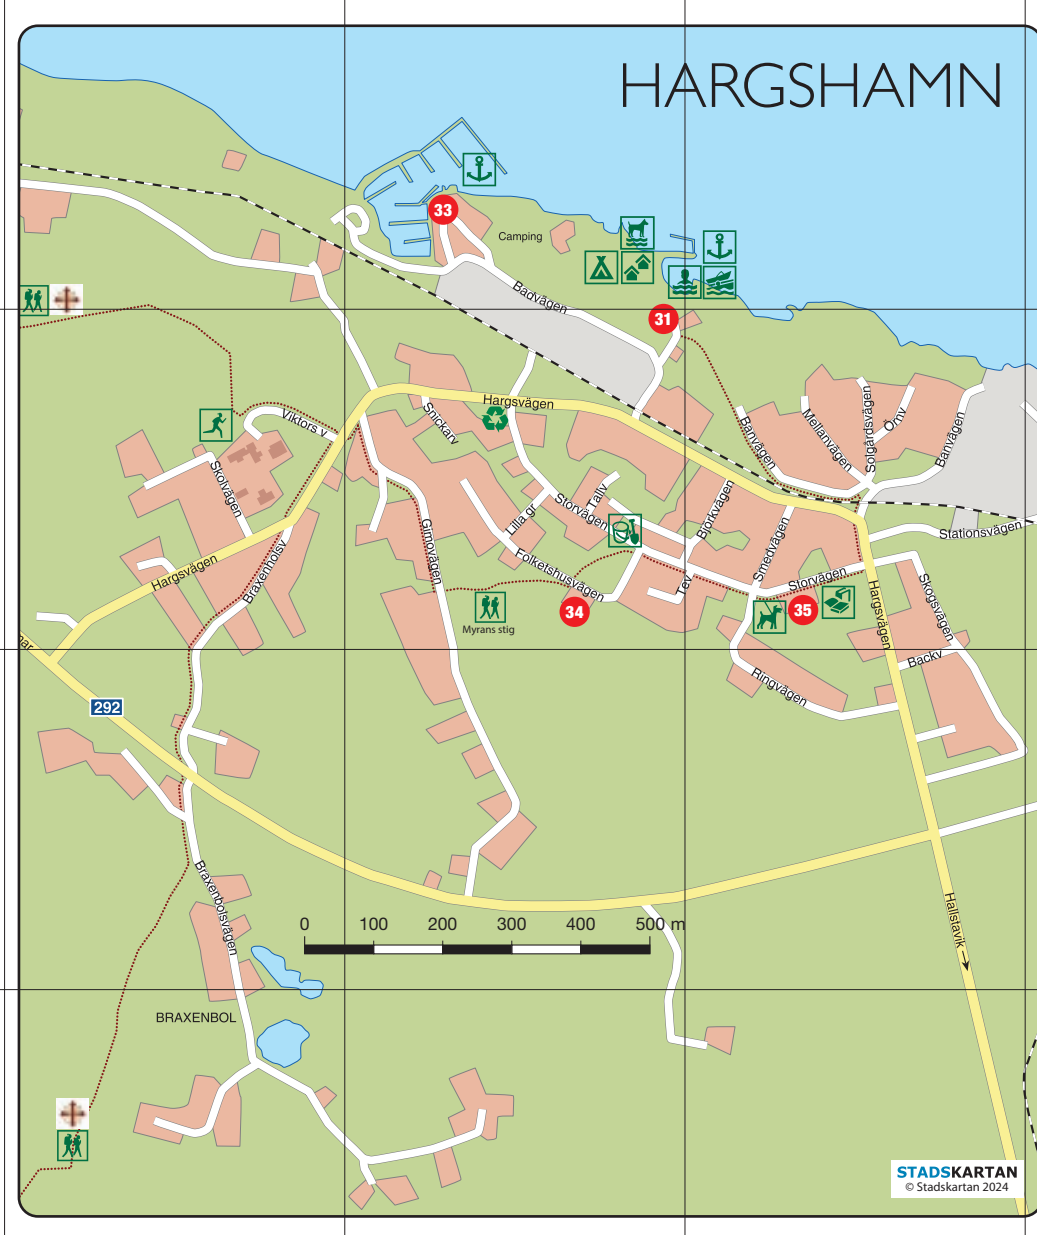 HARGSHAMN
33
Camping
Badvägen
31
Hargsvägen
Viktors v
Snickarv
Banvägen
Mellanvägen
Solgårdsvägen
Örnv
Banvägen
Skolvägen
Lilla gr
Storvägen
Tallv
Björkvägen
Gimovägen
Smedvägen
Stationsvägen
Hargsvägen
Folketshusvägen
Tev
Storvägen
Hargsvägen
Skogsvägen
34
35
Myrans stig
Backv
Ringvägen
292
0 100 200 300 400 500 m
Hallstavik
Braxenbolsvägen
BRAXENBOL
STADSKARTAN
© Stadskartan 2024